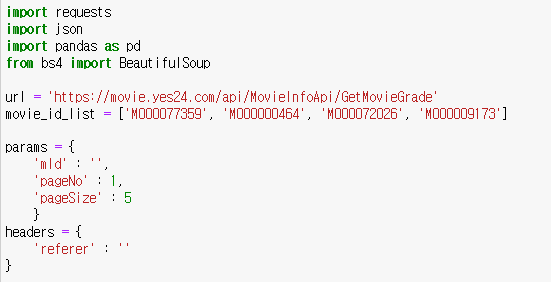 import requests
import json
import pandas as pd
from bs4 import BeautifulSoup
url = 'https://movie.yes24.com/api/MovieInfoApi/GetMovieGrade'
movie_id_list = ['M000077359', 'M000000464', 'M000072026', 'M000009173']
params = {
'mId' : '',
'pageNo' : 1,
'pageSize' : 5
}
headers = {
'referer' : ''
}